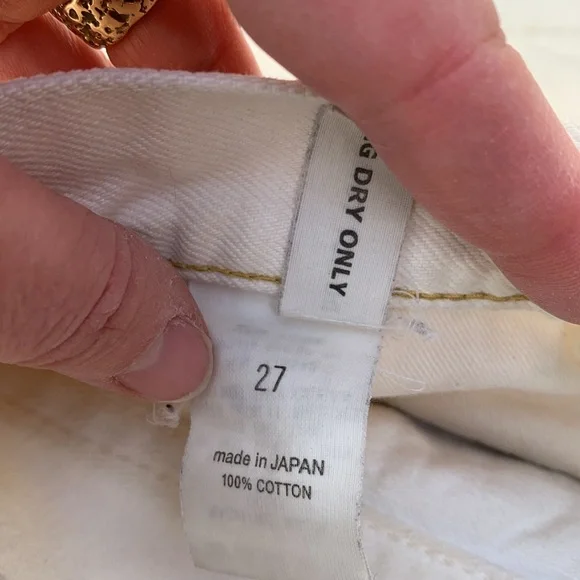 DRY ONLY
27
made in JAPAN
100% COTTON